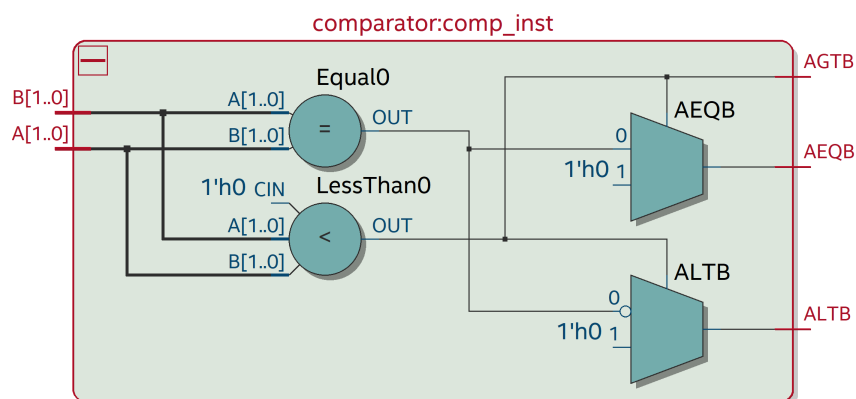 comparator:comp_inst
B[1..0]
A[1..0]
Equal0
A[1..0]
B[1..0]
=
OUT
1'h0 CIN
LessThan0
A[1..0]
B[1..0]
<
OUT
AEQB
0
1'h0 1
ALTB
0
1'h0 1
AGTB
AEQB
ALTB